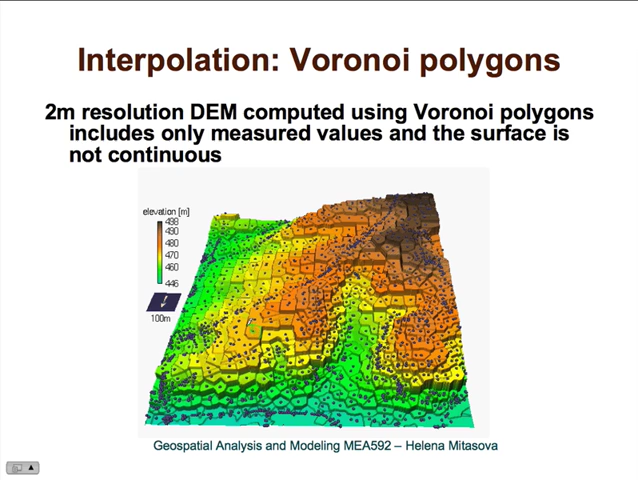 Interpolation: Voronoi polygons
2m resolution DEM computed using Voronoi polygons
includes only measured values and the surface is
not continuous
elevation [m]
498
490
480
470
460
446
100m
Geospatial Analysis and Modeling MEA592 – Helena Mitasova